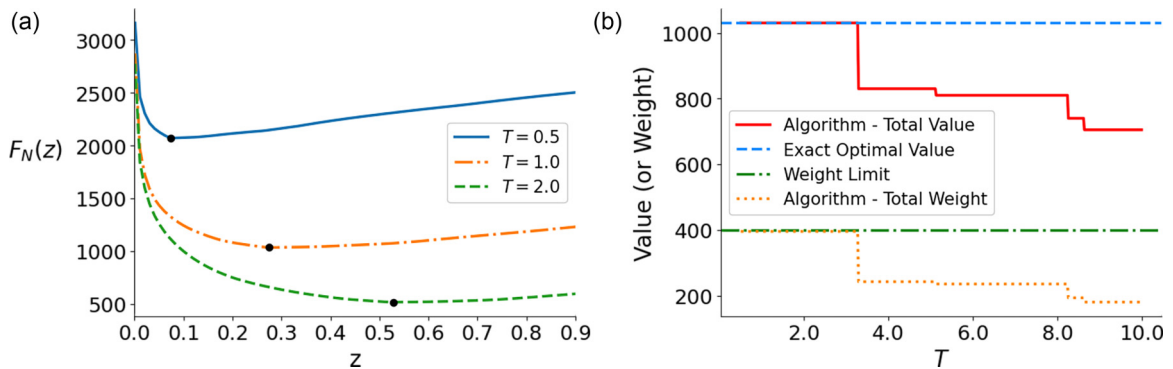 (a)
F_N(z)
3000
2500
2000
1500
1000
500
T = 0.5
T = 1.0
T = 2.0
0.0 0.1 0.2 0.3 0.4 0.5 0.6 0.7 0.8 0.9
z
(b)
Value (or Weight)
1000
800
600
400
200
Algorithm - Total Value
Exact Optimal Value
Weight Limit
Algorithm - Total Weight
2.0 4.0 6.0 8.0 10.0
T